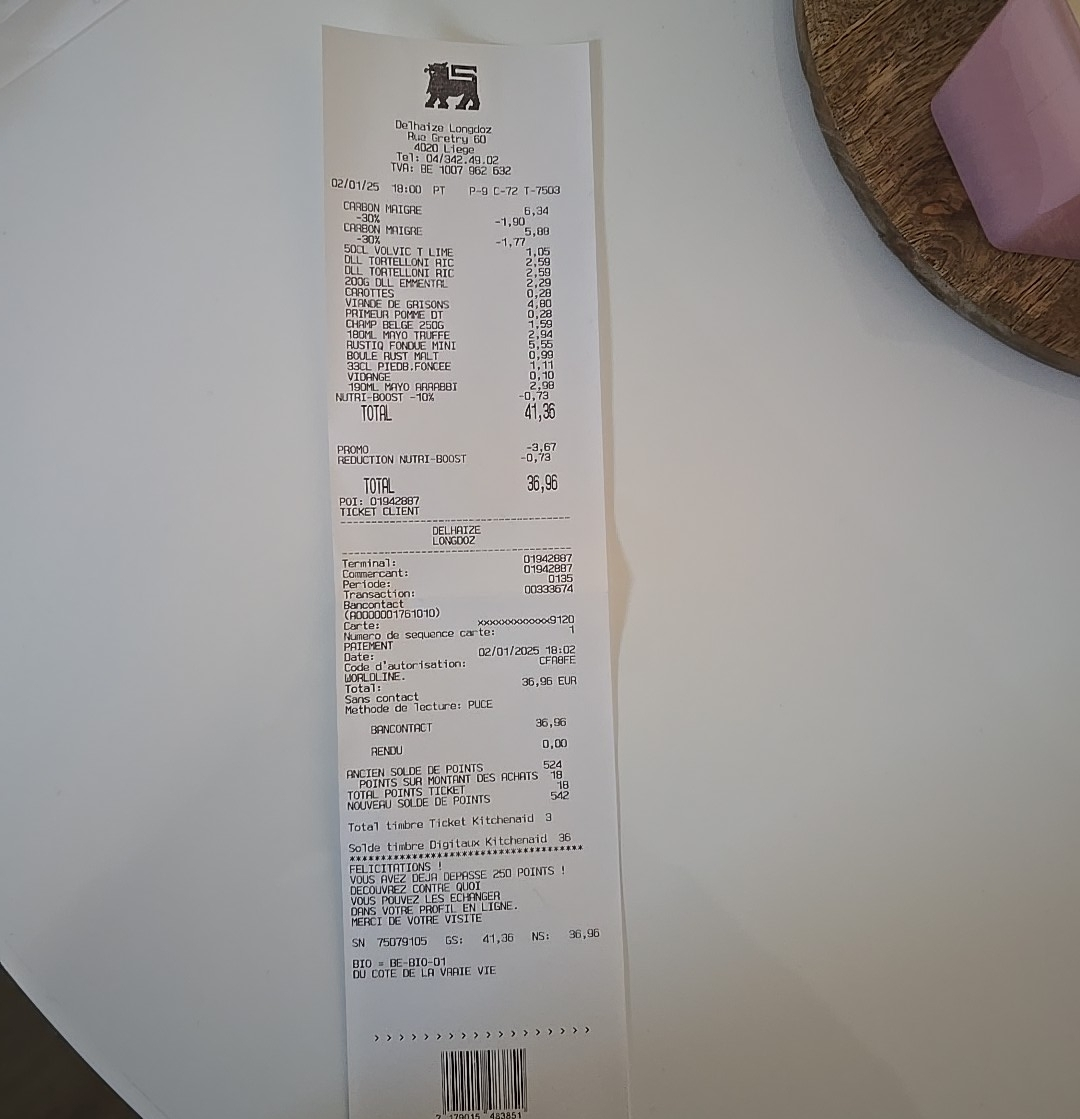 Delhaize Longdoz
Rue Gretry 60
4020 Liege
Tel: 04/342.49.02
TVA: BE 1007 962 632
02/01/25 18:00 PT P-9 C-72 T-7503
CARBON MAIGRE 6,34
-30% -1,90
CARBON MAIGRE 5,88
-30% -1,77
50CL VOLVIC T LIME 1,05
DLL TORTELLONI RIC 2,59
DLL TORTELLONI RIC 2,59
200G DLL EMMENTAL 2,29
CAROTTES 0,28
VIANDE DE GRISONS 4,80
PRIMEUR POMME DT 0,28
CHAMP BELGE 250G 1,59
180ML MAYO TRUFFE 2,94
RUSTIQ FONDUE MINI 5,55
BOULE RUST MALT 0,99
33CL PIEDB.FONCEE 1,11
VIDANGE 0,10
190ML MAYO ARRABBI 2,98
NUTRI-BOOST -10% -0,73
TOTAL 41,36
PROMO -3,67
REDUCTION NUTRI-BOOST -0,73
TOTAL 36,96
POI: 01942887
TICKET CLIENT
DELHAIZE
LONGDOZ
Terminal: 01942887
Commercant: 01942887
Periode: 0135
Transaction: 00333674
Bancontact
(A0000001761010)
Carte: xxxxxxxxxxxxx9120
Numero de sequence carte: 1
PAIEMENT
Date: 02/01/2025 18:02
Code d'autorisation: CFA8FE
WORLDLINE.
Total: 36,96 EUR
Sans contact
Methode de lecture: PUCE
BANCONTACT 36,96
RENDU 0,00
ANCIEN SOLDE DE POINTS 524
POINTS SUR MONTANT DES ACHATS 18
TOTAL POINTS TICKET 18
NOUVEAU SOLDE DE POINTS 542
Total timbre Ticket Kitchenaid 3
Solde timbre Digitaux Kitchenaid 36
************************************
FELICITATIONS !
VOUS AVEZ DEJA DEPASSE 250 POINTS !
DECOUVREZ CONTRE QUOI
VOUS POUVEZ LES ECHANGER
DANS VOTRE PROFIL EN LIGNE.
MERCI DE VOTRE VISITE
SN 75079105 GS: 41,36 NS: 36,96
BIO = BE-BIO-01
DU COTE DE LA VRAIE VIE
> > > > > > > > > > > > > > > > >
2 179015 483851